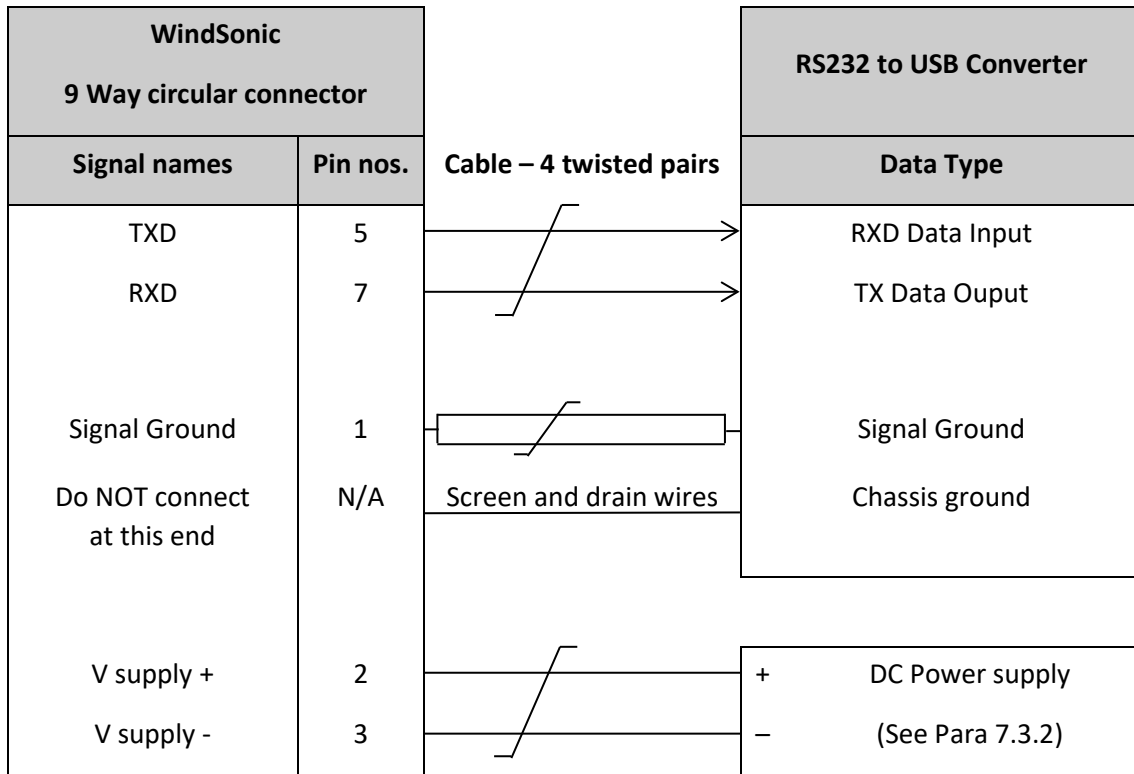 WindSonic
9 Way circular connector
RS232 to USB Converter
Signal names Pin nos. Cable – 4 twisted pairs Data Type
TXD 5 RXD Data Input
RXD 7 TX Data Ouput
Signal Ground 1 Signal Ground
Do NOT connect N/A Screen and drain wires Chassis ground
at this end
V supply + 2 + DC Power supply
V supply - 3 – (See Para 7.3.2)